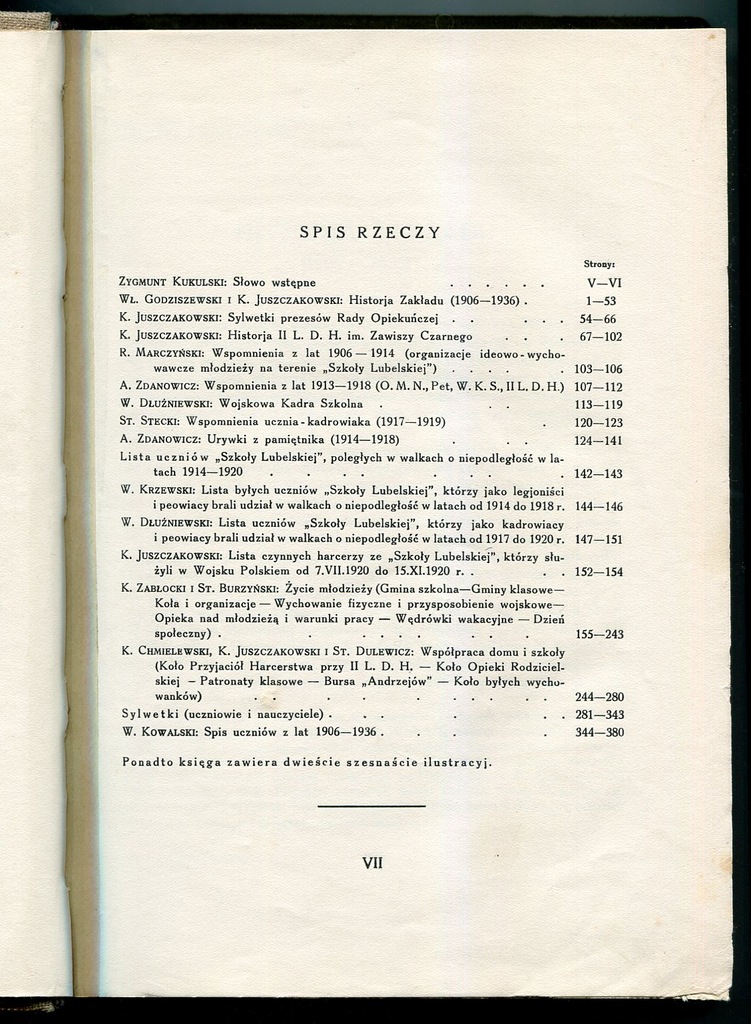 SPIS RZECZY
Strony:
ZYGMUNT KUKULSKI: Słowo wstępne . . . . . . V—VI
WŁ. GODZISZEWSKI I K. JUSZCZAKOWSKI: Historja Zakładu (1906—1936) . 1—53
K. JUSZCZAKOWSKI: Sylwetki prezesów Rady Opiekuńczej . . . . . 54—66
K. JUSZCZAKOWSKI: Historja II L. D. H. im. Zawiszy Czarnego . . . 67—102
R. MARCZYŃSKI: Wspomnienia z lat 1906 — 1914 (organizacje ideowo-wycho-
wawcze młodzieży na terenie „Szkoły Lubelskiej") . . . . . 103—106
A. ZDANOWICZ: Wspomnienia z lat 1913—1918 (O. M. N., Pet, W. K. S., II L. D. H.) 107—112
W. DŁUŻNIEWSKI: Wojskowa Kadra Szkolna . . . 113—119
ST. STECKI: Wspomnienia ucznia-kadrowiaka (1917—1919) . 120—123
A. ZDANOWICZ: Urywki z pamiętnika (1914—1918) . . . 124—141
Lista uczniów „Szkoły Lubelskiej", poległych w walkach o niepodległość w la-
tach 1914—1920 . . . . . . . . 142—143
W. KRZEWSKI: Lista byłych uczniów „Szkoły Lubelskiej", którzy jako legjoniści
i peowiacy brali udział w walkach o niepodległość w latach od 1914 do 1918 r. 144—146
W. DŁUŻNIEWSKI: Lista uczniów „Szkoły Lubelskiej", którzy jako kadrowiacy
i peowiacy brali udział w walkach o niepodległość w latach od 1917 do 1920 r. 147—151
K. JUSZCZAKOWSKI: Lista czynnych harcerzy ze „Szkoły Lubelskiej", którzy słu-
żyli w Wojsku Polskiem od 7.VII.1920 do 15.XI.1920 r. . . . 152—154
K. ZABŁOCKI I ST. BURZYŃSKI: Życie młodzieży (Gmina szkolna—Gminy klasowe—
Koła i organizacje — Wychowanie fizyczne i przysposobienie wojskowe—
Opieka nad młodzieżą i warunki pracy — Wędrówki wakacyjne — Dzień
społeczny) . . . . . . . . 155—243
K. CHMIELEWSKI, K. JUSZCZAKOWSKI I ST. DULEWICZ: Współpraca domu i szkoły
(Koło Przyjaciół Harcerstwa przy II L. D. H. — Koło Opieki Rodziciel-
skiej – Patronaty klasowe — Bursa „Andrzejów" — Koło byłych wycho-
wanków) . . . . . . . . 244—280
Sylwetki (uczniowie i nauczyciele) . . . . . . 281—343
W. KOWALSKI: Spis uczniów z lat 1906—1936 . . . . 344—380
Ponadto księga zawiera dwieście szesnaście ilustracyj.
VII